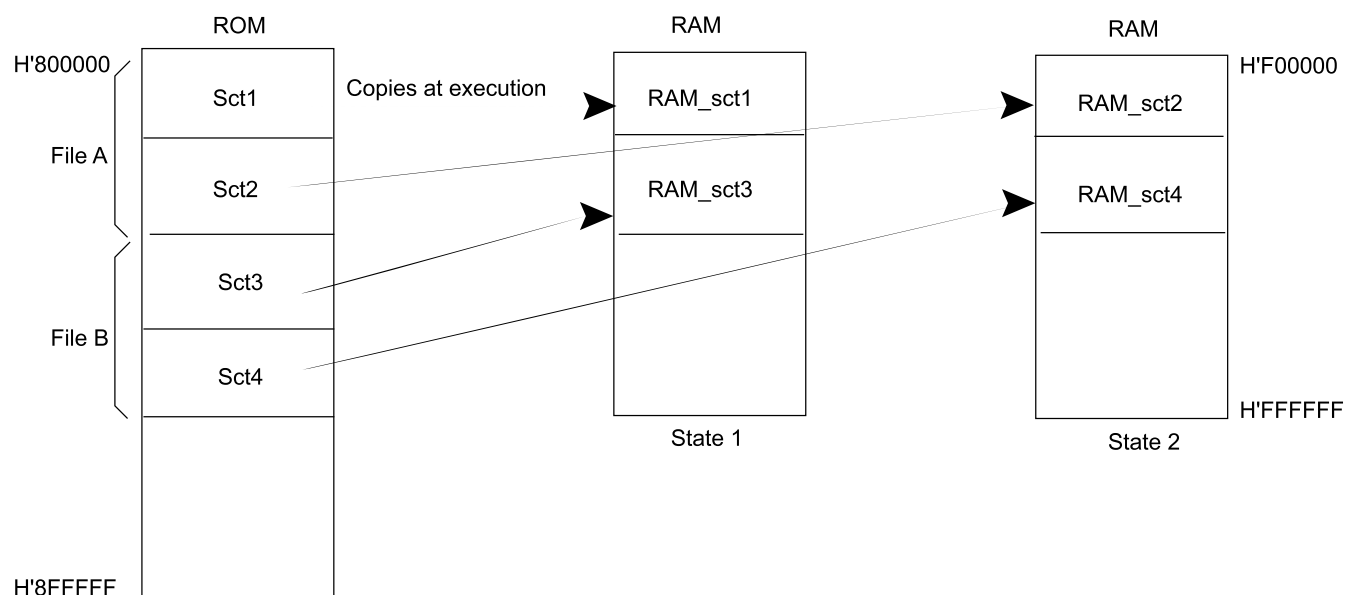 ROM
RAM
RAM
H'800000
H'F00000
Sct1
Copies at execution
RAM_sct1
RAM_sct2
File A
Sct2
RAM_sct3
RAM_sct4
Sct3
File B
Sct4
H'FFFFFF
State 1
State 2
H'8FFFFF